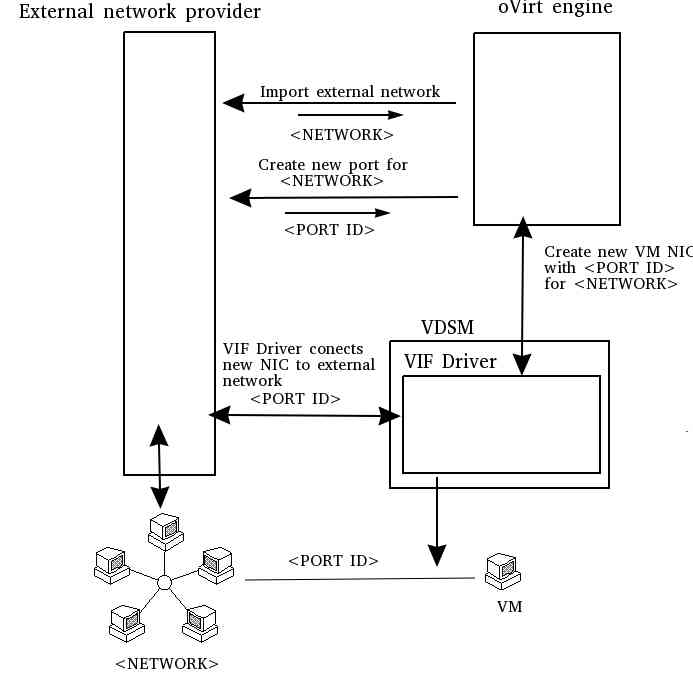 External network provider
oVirt engine
Import external network
<NETWORK>
Create new port for
<NETWORK>
<PORT ID>
Create new VM NIC
with <PORT ID>
for <NETWORK>
VDSM
VIF Driver conects
new NIC to external
network
<PORT ID>
VIF Driver
<PORT ID>
VM
<NETWORK>